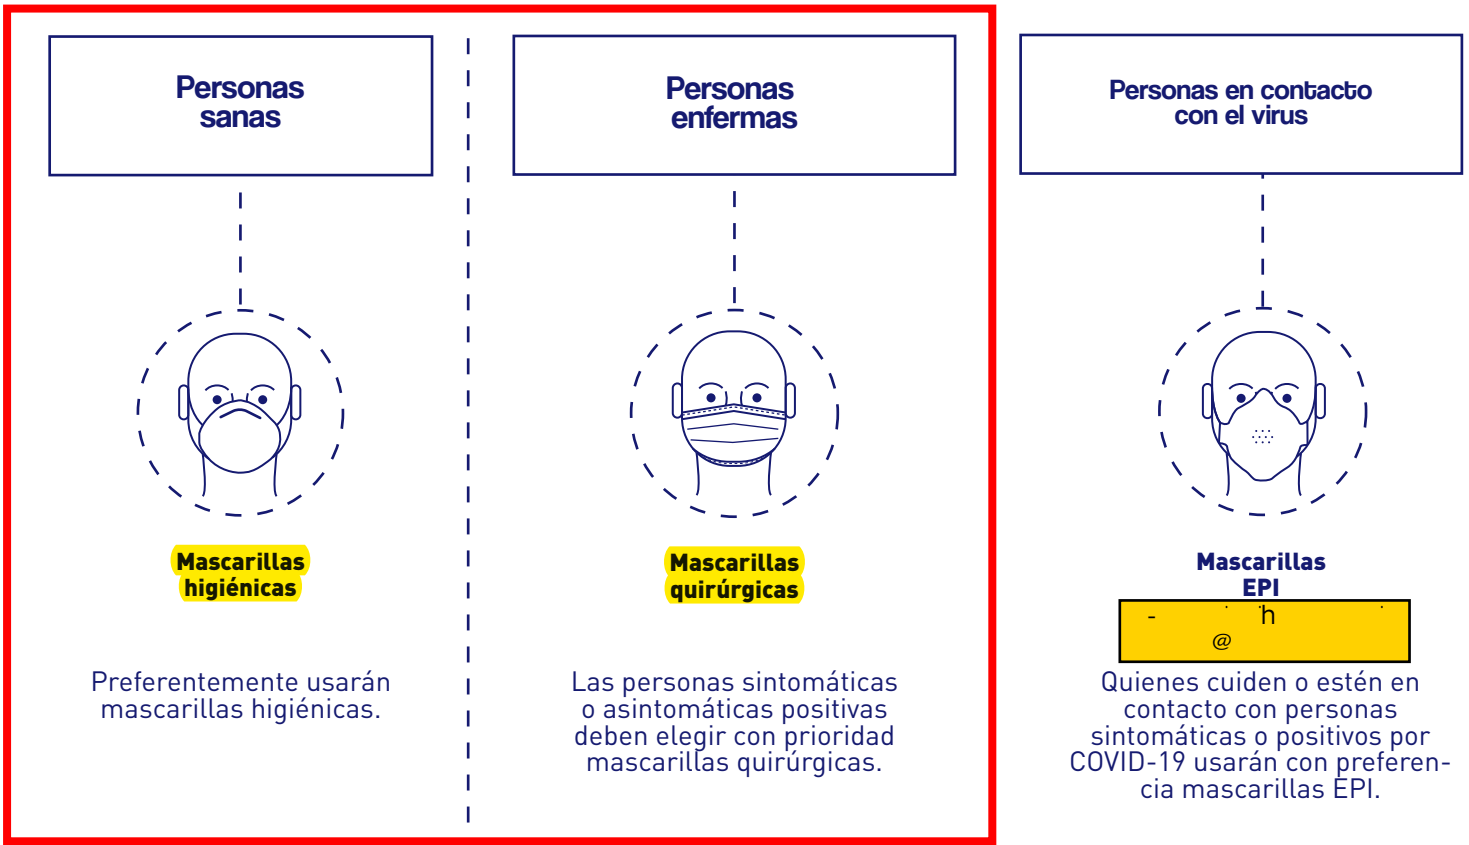 Personas
sanas
Personas
enfermas
Personas en contacto
con el virus
Mascarillas
higiénicas
Mascarillas
quirúrgicas
Mascarillas
EPI
- h
@
Preferentemente usarán
mascarillas higiénicas.
Las personas sintomáticas
o asintomáticas positivas
deben elegir con prioridad
mascarillas quirúrgicas.
Quienes cuiden o estén en
contacto con personas
sintomáticas o positivos por
COVID-19 usarán con preferen-
cia mascarillas EPI.